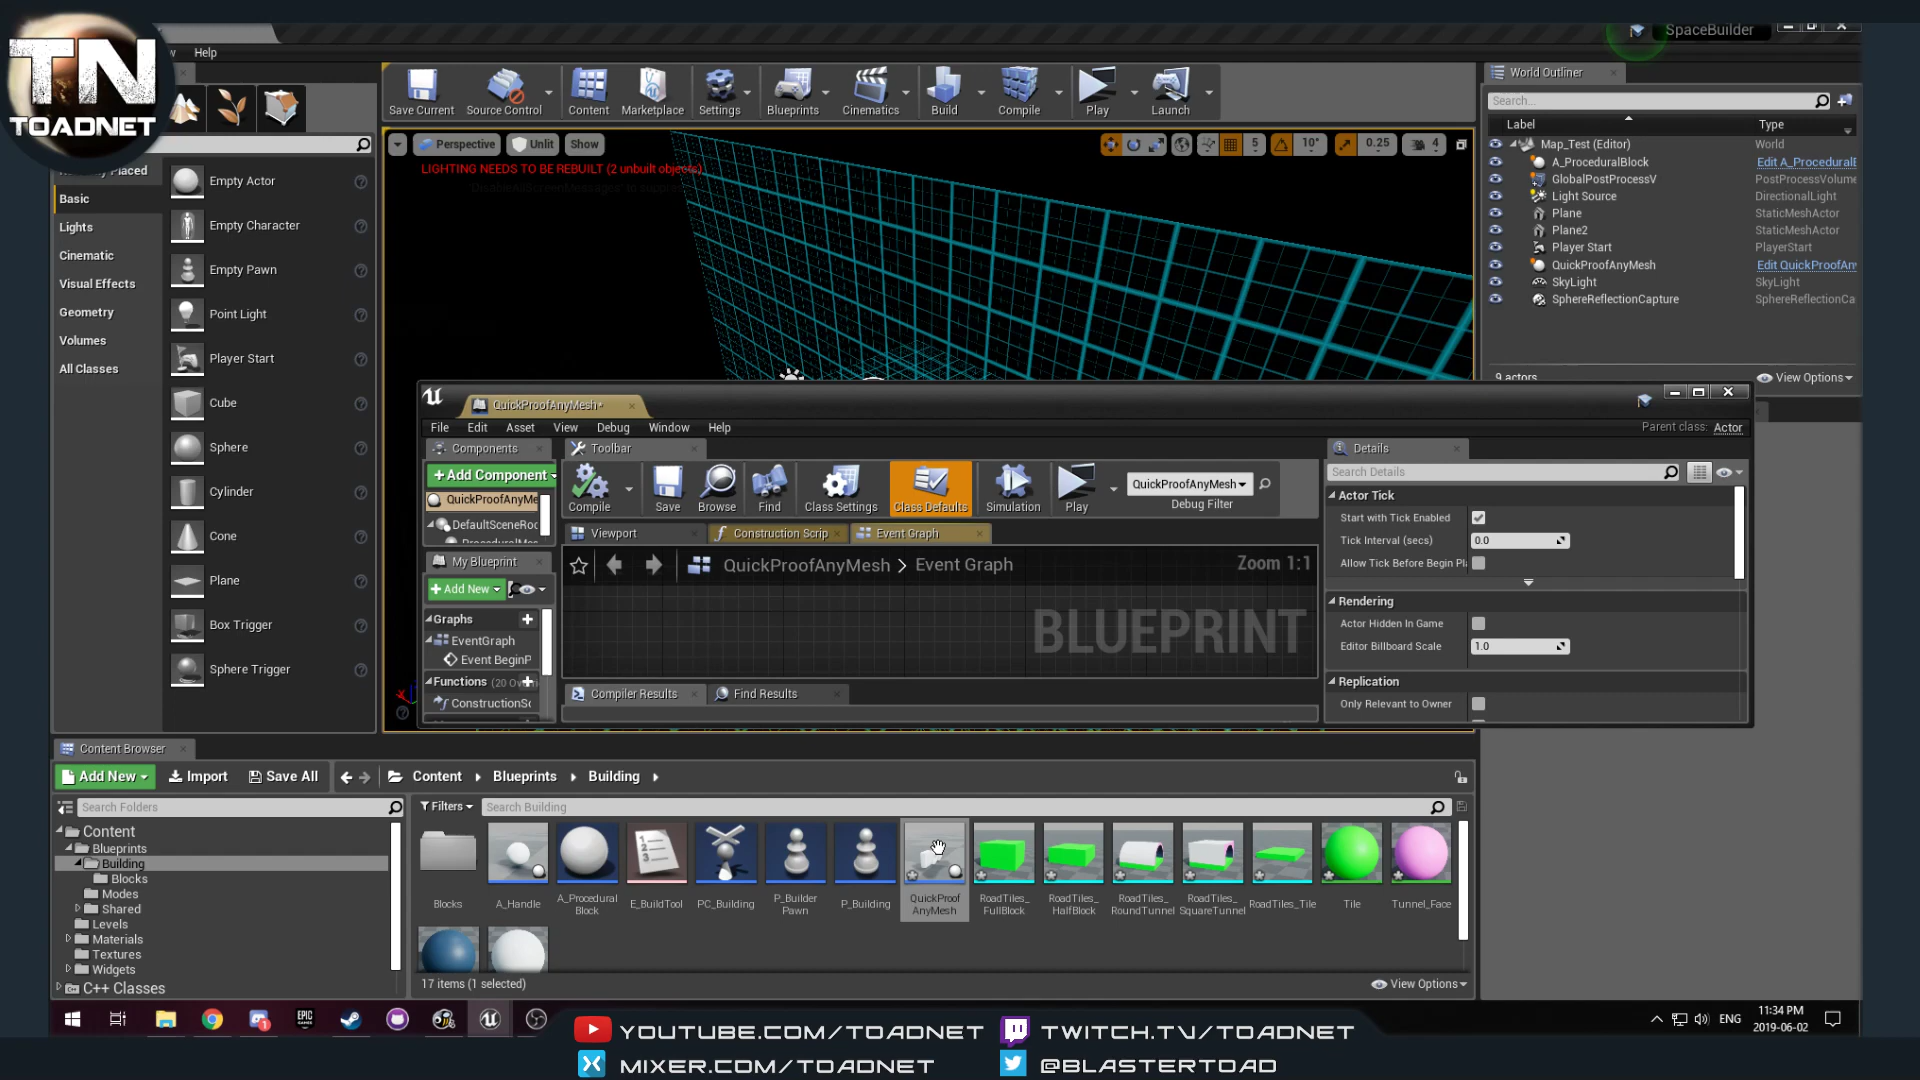 TN
TOADNET
w
Help
SpaceBuilder
Save Current
Source Control
Content
Marketplace
Settings
Blueprints
Cinematics
Build
Compile
Play
Launch
World Outliner
Search...
Label
Type
Map_Test (Editor)
World
A_ProceduralBlock
Edit A_ProceduralE
GlobalPostProcessV
PostProcessVolume
Light Source
DirectionalLight
Plane
StaticMeshActor
Plane2
StaticMeshActor
Player Start
PlayerStart
QuickProofAnyMesh
Edit QuickProofAn
SkyLight
SkyLight
SphereReflectionCapture
SphereReflectionCa
9 actors
View Options
Placed
Basic
Lights
Cinematic
Visual Effects
Geometry
Volumes
All Classes
Empty Actor
Empty Character
Empty Pawn
Point Light
Player Start
Cube
Sphere
Cylinder
Cone
Plane
Box Trigger
Sphere Trigger
Perspective
Unlit
Show
5
10°
0.25
4
LIGHTING NEEDS TO BE REBUILT (2 unbuilt objects)
'DisableAllScreenMessages' to suppress
QuickProofAnyMesh*
File
Edit
Asset
View
Debug
Window
Help
Parent class: Actor
Components
+Add Component
QuickProofAnyMe
DefaultSceneRoo
My Blueprint
+Add New
Graphs
EventGraph
Event BeginP
Functions
ConstructionSc
Toolbar
Compile
Save
Browse
Find
Class Settings
Class Defaults
Simulation
Play
QuickProofAnyMesh
Debug Filter
Viewport
Construction Scrip
Event Graph
QuickProofAnyMesh > Event Graph
Zoom 1:1
BLUEPRINT
Compiler Results
Find Results
Details
Search Details
Actor Tick
Start with Tick Enabled
Tick Interval (secs)
0.0
Allow Tick Before Begin Pl
Rendering
Actor Hidden In Game
Editor Billboard Scale
1.0
Replication
Only Relevant to Owner
Content Browser
Add New
Import
Save All
Content
Blueprints
Building
Search Folders
Filters
Search Building
Content
Blueprints
Building
Blocks
Modes
Shared
Levels
Materials
Textures
Widgets
C++ Classes
Blocks
A_Handle
A_Procedural
Block
E_BuildTool
PC_Building
P_Builder
Pawn
P_Building
QuickProof
AnyMesh
RoadTiles_
FullBlock
RoadTiles_
HalfBlock
RoadTiles_
RoundTunnel
RoadTiles_
SquareTunnel
RoadTiles_Tile
Tile
Tunnel_Face
17 items (1 selected)
View Options
EPIC
GAMES
YOUTUBE.COM/TOADNET
TWITCH.TV/TOADNET
MIXER.COM/TOADNET
@BLASTERTOAD
ENG
11:34 PM
2019-06-02